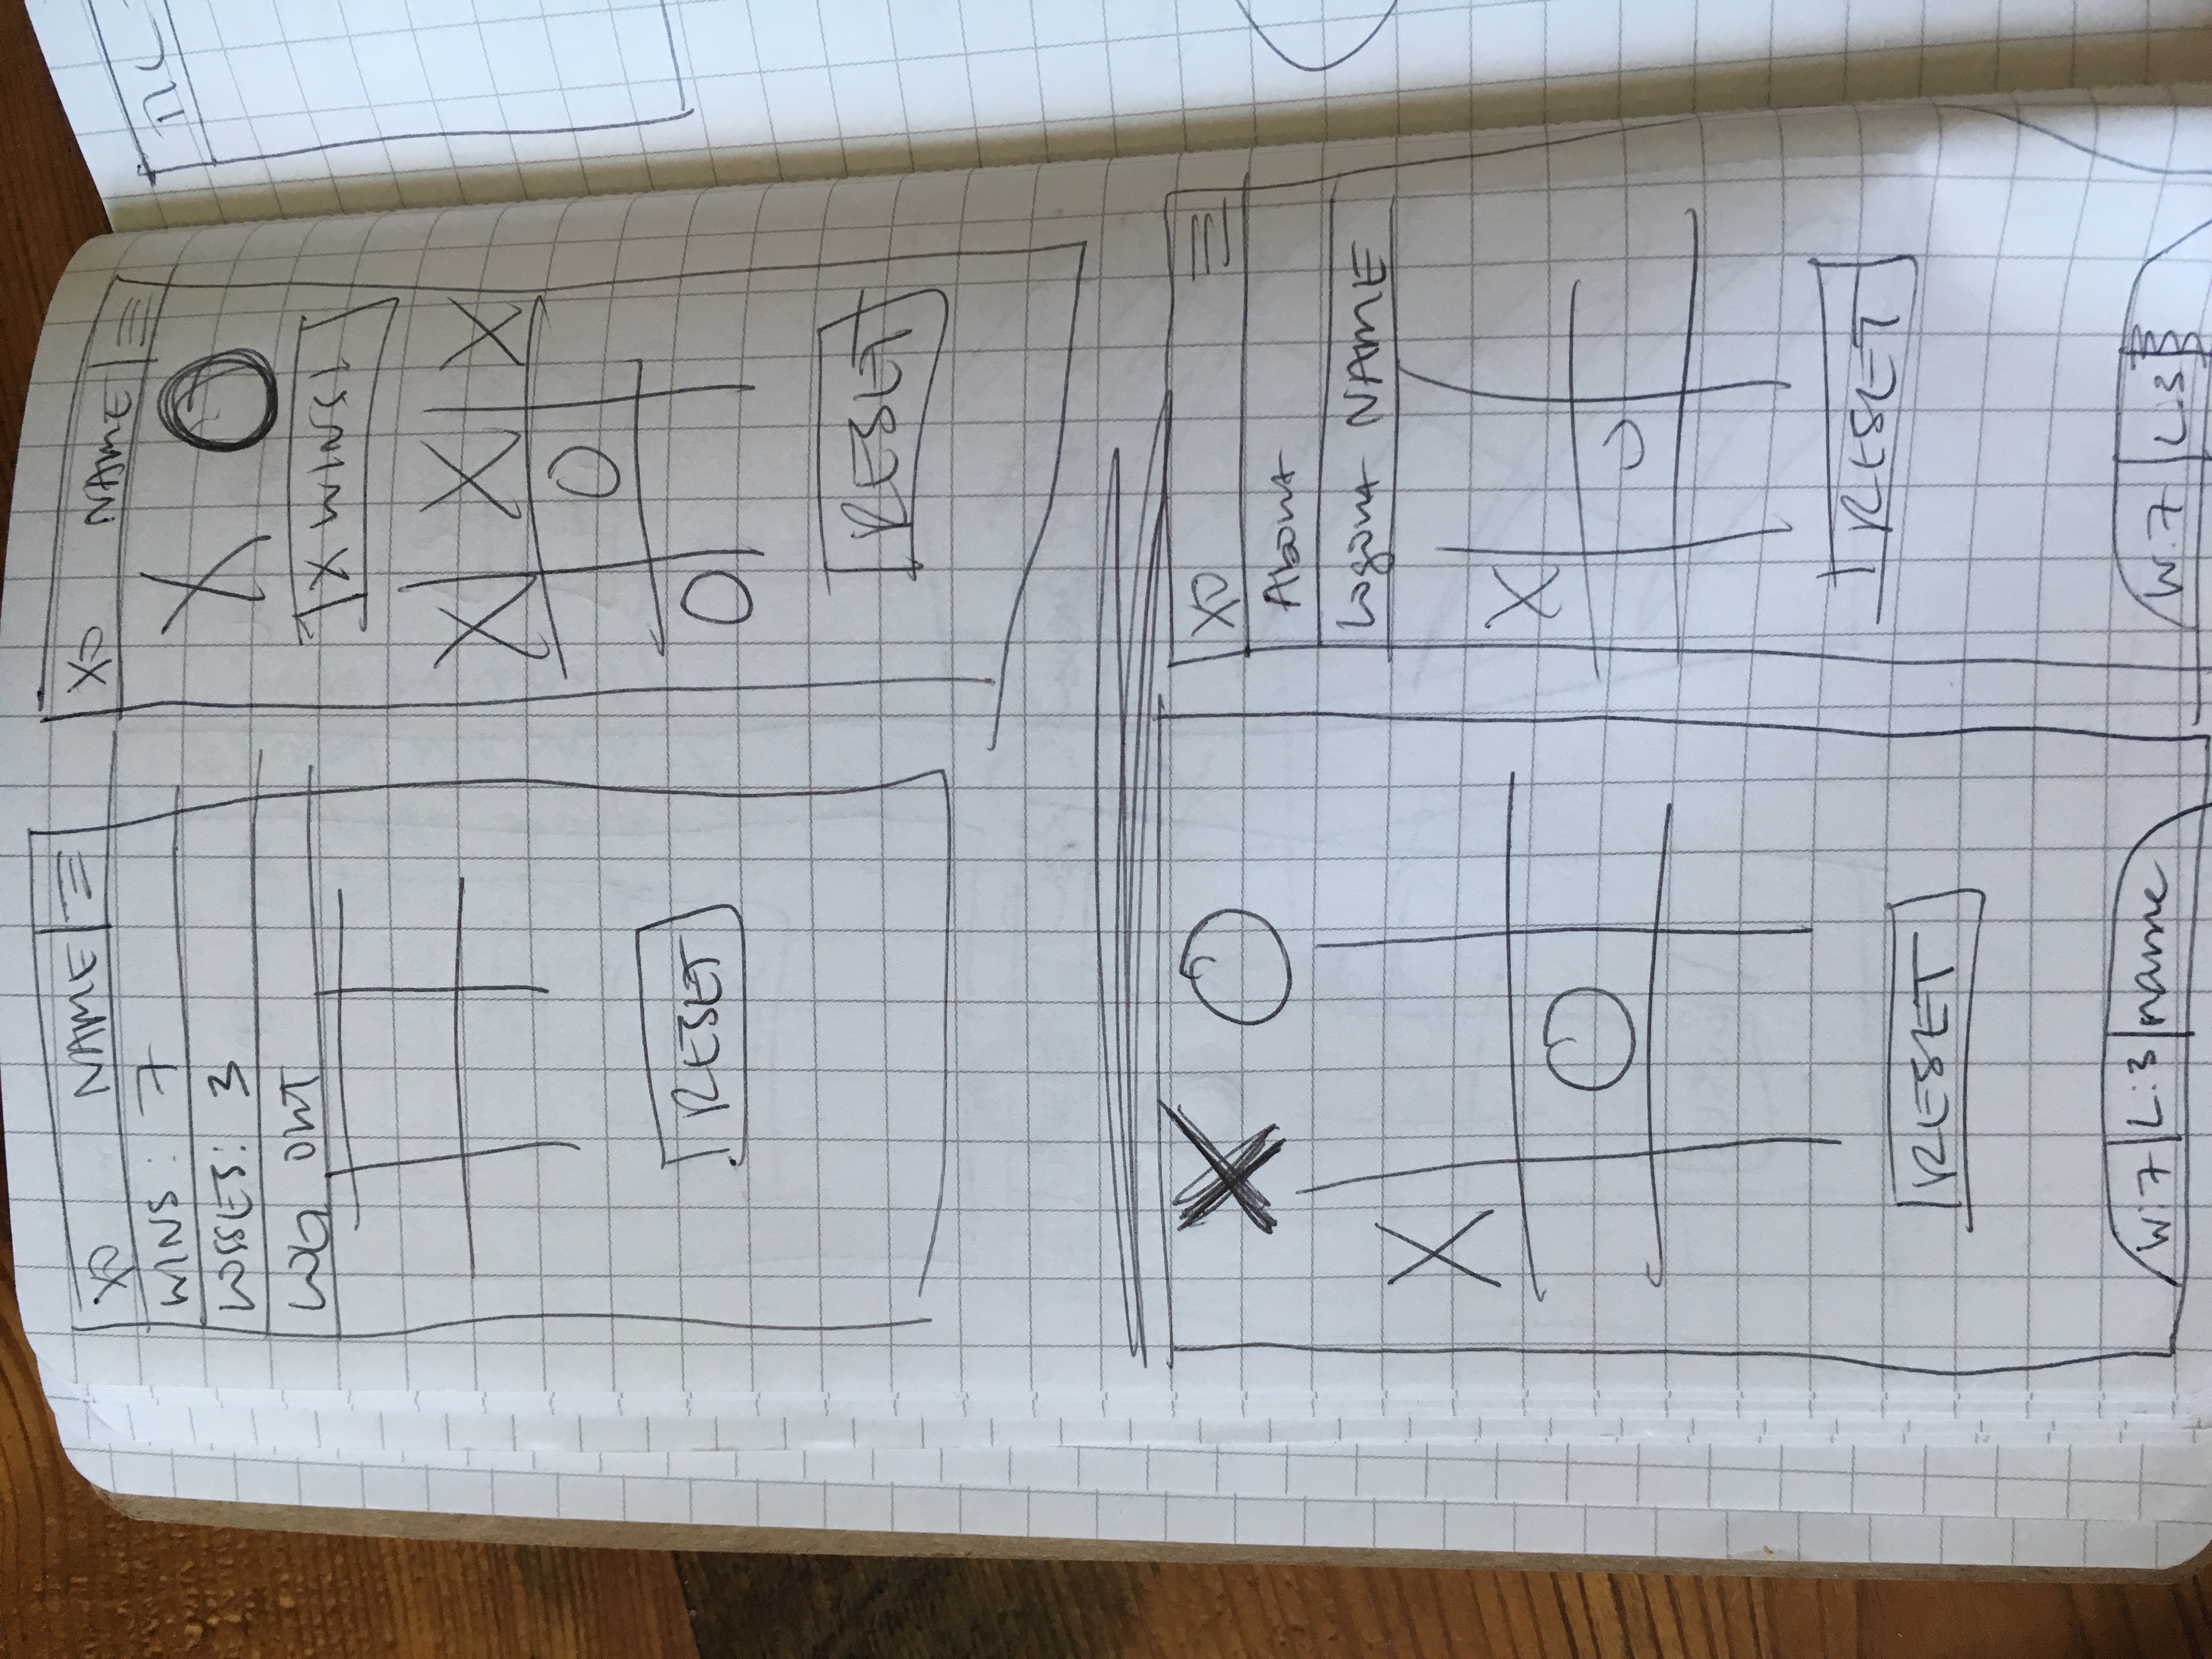 XO NAME
WINS: 7
LOSSES: 3
LOG OUT
RESET
XO NAME
X O
X WINS!
X X X
O
O
RESET
X O
X
O
RESET
W:7 L:3 name
XO
About
Logout NAME
X
O
RESET
W:7 L:3